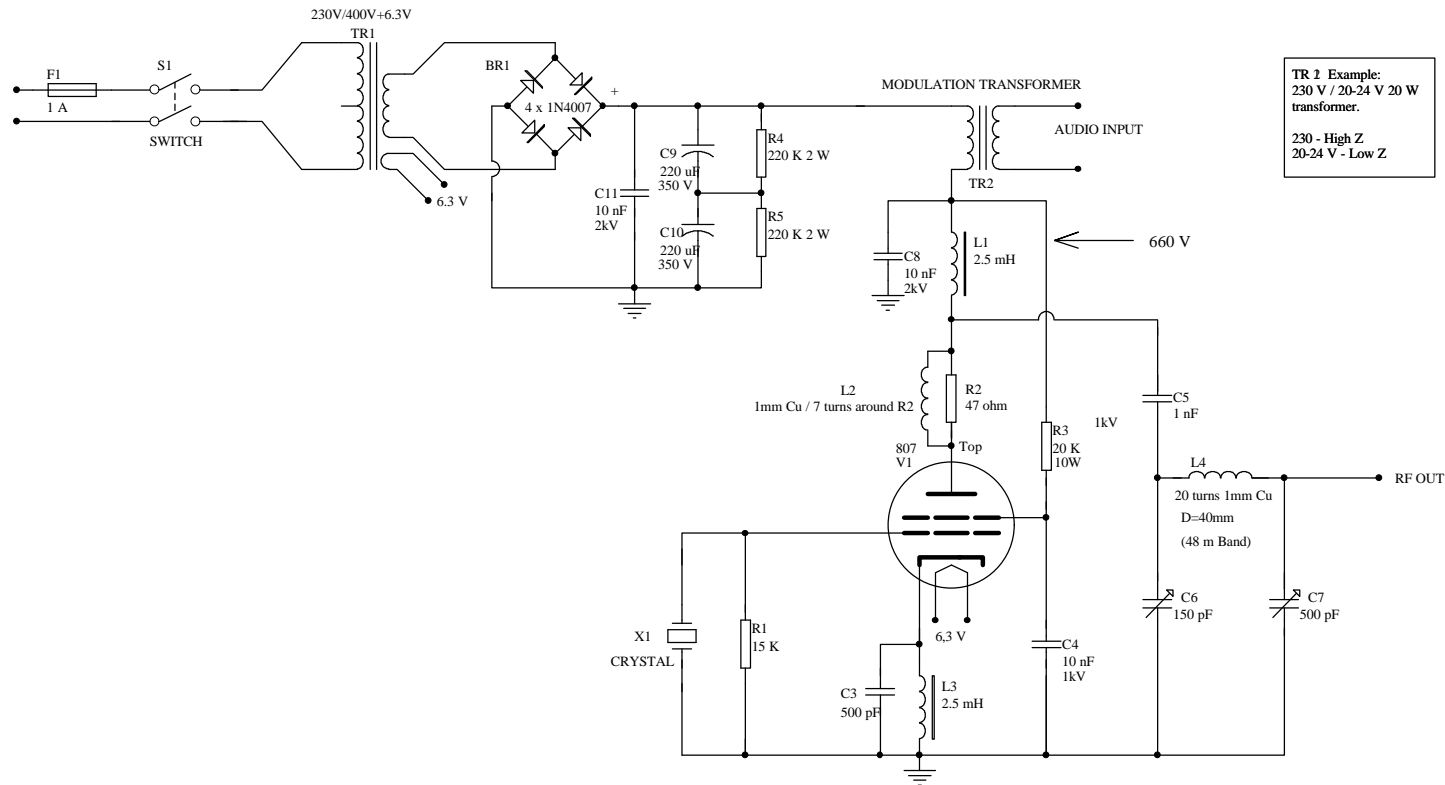 230V/400V+6.3V
TR1
F1
1 A
S1
SWITCH
6.3 V
BR1
4 x 1N4007
+
C11
10 nF
2kV
C9
220 uF
350 V
C10
220 uF
350 V
R4
220 K 2 W
R5
220 K 2 W
MODULATION TRANSFORMER
AUDIO INPUT
TR2
TR 2 Example:
230 V / 20-24 V 20 W
transformer.
230 - High Z
20-24 V - Low Z
660 V
C8
10 nF
2kV
L1
2.5 mH
L2
1mm Cu / 7 turns around R2
R2
47 ohm
807
V1
Top
R3
20 K
10W
1kV
C5
1 nF
L4
20 turns 1mm Cu
D=40mm
(48 m Band)
RF OUT
C6
150 pF
C7
500 pF
X1
CRYSTAL
R1
15 K
6,3 V
C3
500 pF
L3
2.5 mH
C4
10 nF
1kV